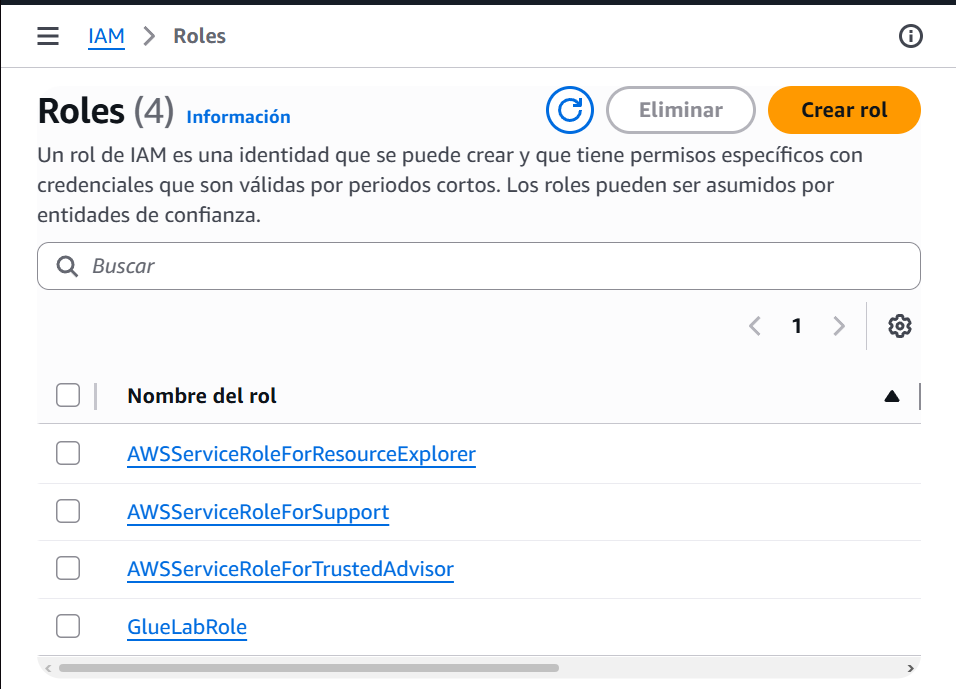 IAM > Roles
Roles (4) Información
Eliminar
Crear rol
Un rol de IAM es una identidad que se puede crear y que tiene permisos específicos con
credenciales que son válidas por periodos cortos. Los roles pueden ser asumidos por
entidades de confianza.
Buscar
1
Nombre del rol
AWSServiceRoleForResourceExplorer
AWSServiceRoleForSupport
AWSServiceRoleForTrustedAdvisor
GlueLabRole